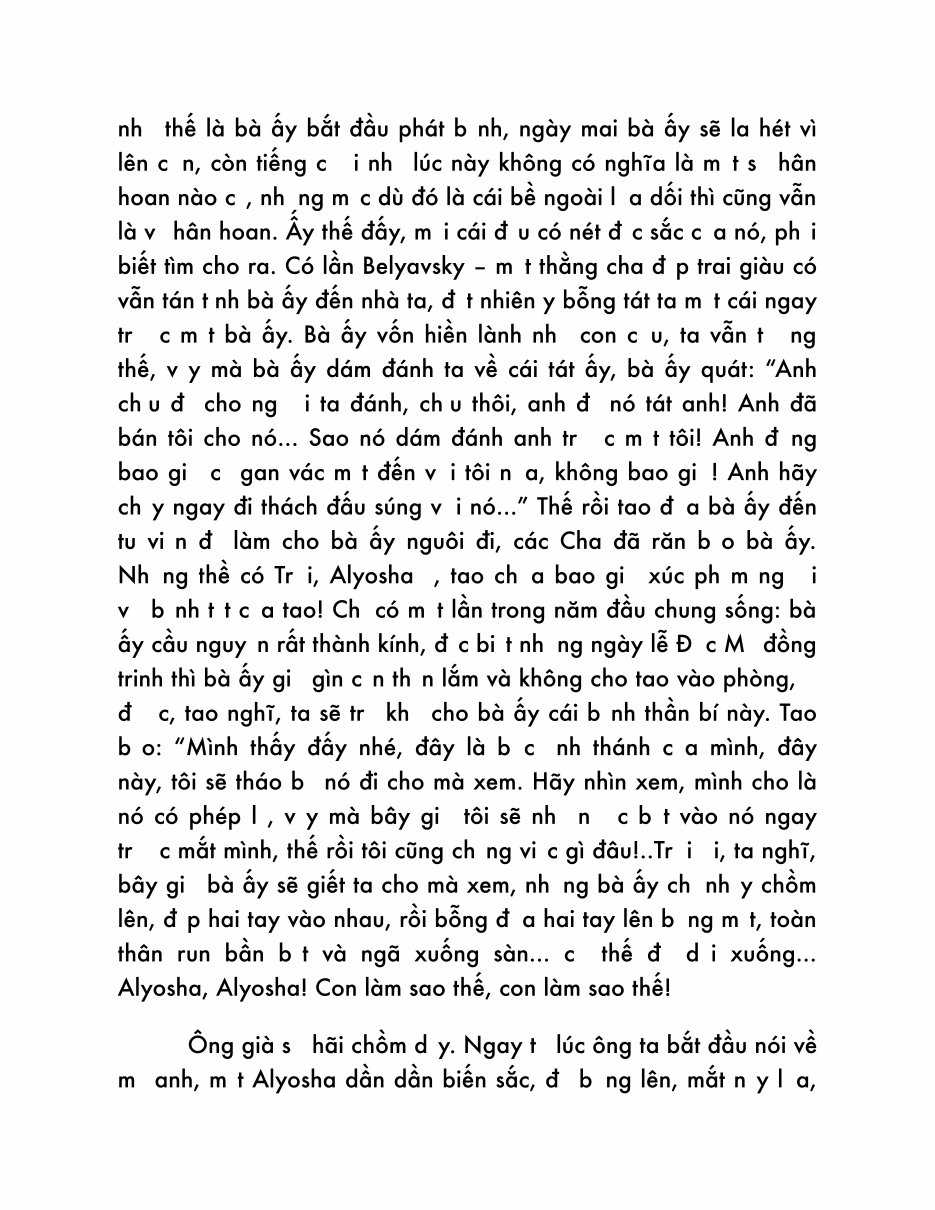 nh thế là bà ấy bắt đầu phát b nh, ngày mai bà ấy sẽ la hét vì
lên c n, còn tiếng c i nh lúc này không có nghĩa là m t s hân
hoan nào c , nh ng m c dù đó là cái bề ngoài l a dối thì cũng vẫn
là v hân hoan. Ấy thế đấy, m i cái đ u có nét đ c sắc c a nó, ph i
biết tìm cho ra. Có lần Belyavsky – m t thằng cha đ p trai giàu có
vẫn tán t nh bà ấy đến nhà ta, đ t nhiên y bỗng tát ta m t cái ngay
tr c m t bà ấy. Bà ấy vốn hiền lành nh con c u, ta vẫn t ng
thế, v y mà bà ấy dám đánh ta về cái tát ấy, bà ấy quát: “Anh
ch u đ cho ng i ta đánh, ch u thôi, anh đ nó tát anh! Anh đã
bán tôi cho nó... Sao nó dám đánh anh tr c m t tôi! Anh đ ng
bao gi c gan vác m t đến v i tôi n a, không bao gi ! Anh hãy
ch y ngay đi thách đấu súng v i nó...” Thế rồi tao đ a bà ấy đến
tu vi n đ làm cho bà ấy nguôi đi, các Cha đã răn b o bà ấy.
Nh ng thề có Tr i, Alyosha , tao ch a bao gi xúc ph m ng i
v b nh t t c a tao! Ch có m t lần trong năm đầu chung sống: bà
ấy cầu nguy n rất thành kính, đ c bi t nh ng ngày lễ Đ c M đồng
trinh thì bà ấy gi gìn c n th n lắm và không cho tao vào phòng,
đ c, tao nghĩ, ta sẽ tr kh cho bà ấy cái b nh thần bí này. Tao
b o: “Mình thấy đấy nhé, đây là b c nh thánh c a mình, đây
này, tôi sẽ tháo b nó đi cho mà xem. Hãy nhìn xem, mình cho là
nó có phép l , v y mà bây gi tôi sẽ nh n c b t vào nó ngay
tr c mắt mình, thế rồi tôi cũng ch ng vi c gì đâu!..Tr i i, ta nghĩ,
bây gi bà ấy sẽ giết ta cho mà xem, nh ng bà ấy ch nh y chồm
lên, đ p hai tay vào nhau, rồi bỗng đ a hai tay lên b ng m t, toàn
thân run bần b t và ngã xuống sàn... c thế đ d i xuống...
Alyosha, Alyosha! Con làm sao thế, con làm sao thế!
Ông già s hãi chồm d y. Ngay t lúc ông ta bắt đầu nói về
m anh, m t Alyosha dần dần biến sắc, đ b ng lên, mắt n y l a,